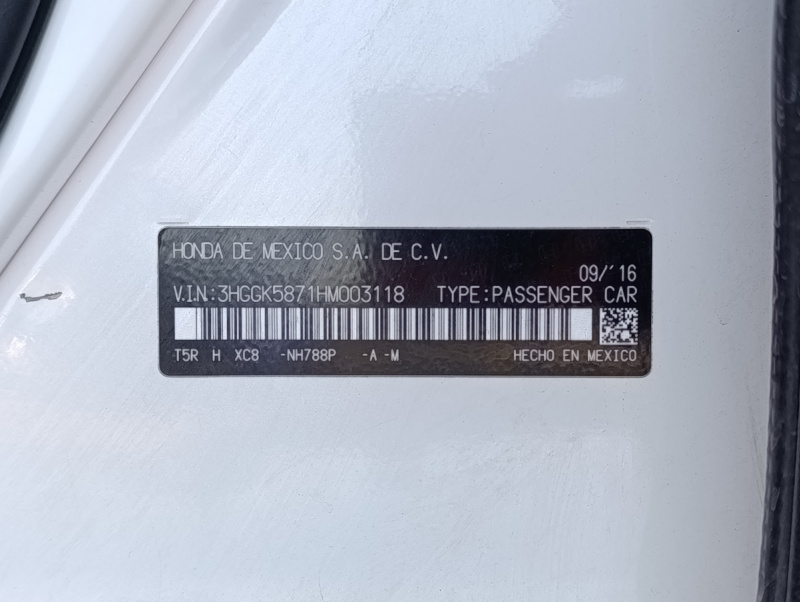 HONDA DE MEXICO S.A. DE C.V.
09/'16
V.I.N.:3HGGK5871HM003118 TYPE:PASSENGER CAR
T5R H XC8 -NH788P -A -M HECHO EN MEXICO